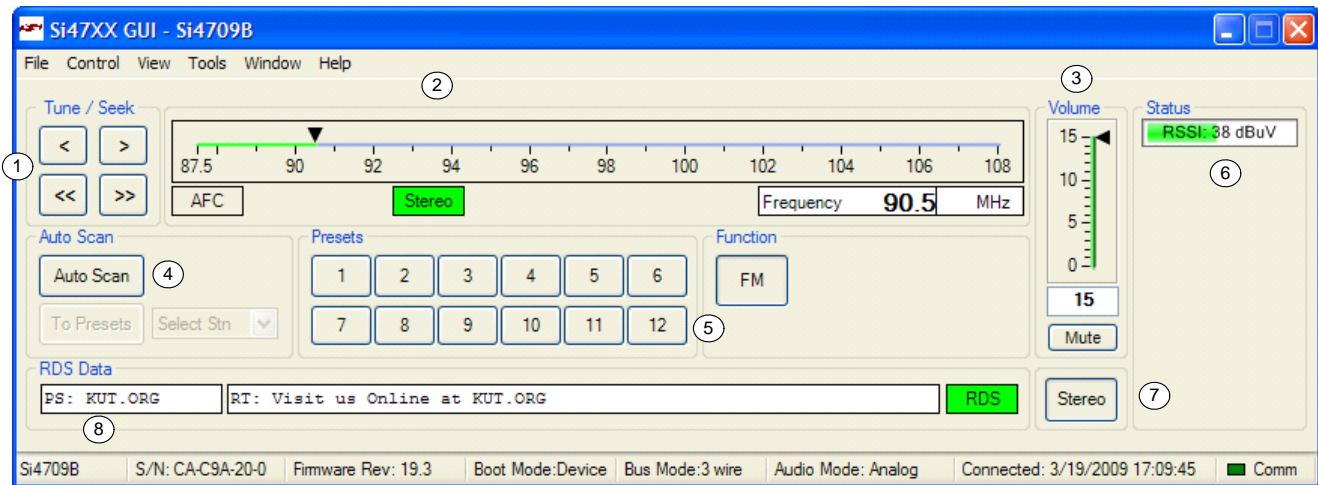 Si47XX GUI - Si4709B
File Control View Tools Window Help
2
3
Tune / Seek
Volume
Status
< >
1
<< >>
87.5 90 92 94 96 98 100 102 104 106 108
AFC
Stereo
Frequency 90.5 MHz
15
10
5
0
15
Mute
RSSI: 38 dBuV
6
Auto Scan
Auto Scan
4
To Presets
Select Stn
Presets
1 2 3 4 5 6
7 8 9 10 11 12
5
Function
FM
RDS Data
PS: KUT.ORG
RT: Visit us Online at KUT.ORG
RDS
8
Stereo
7
Si4709B S/N: CA-C9A-20-0 Firmware Rev: 19.3 Boot Mode:Device Bus Mode:3 wire Audio Mode: Analog Connected: 3/19/2009 17:09:45 Comm